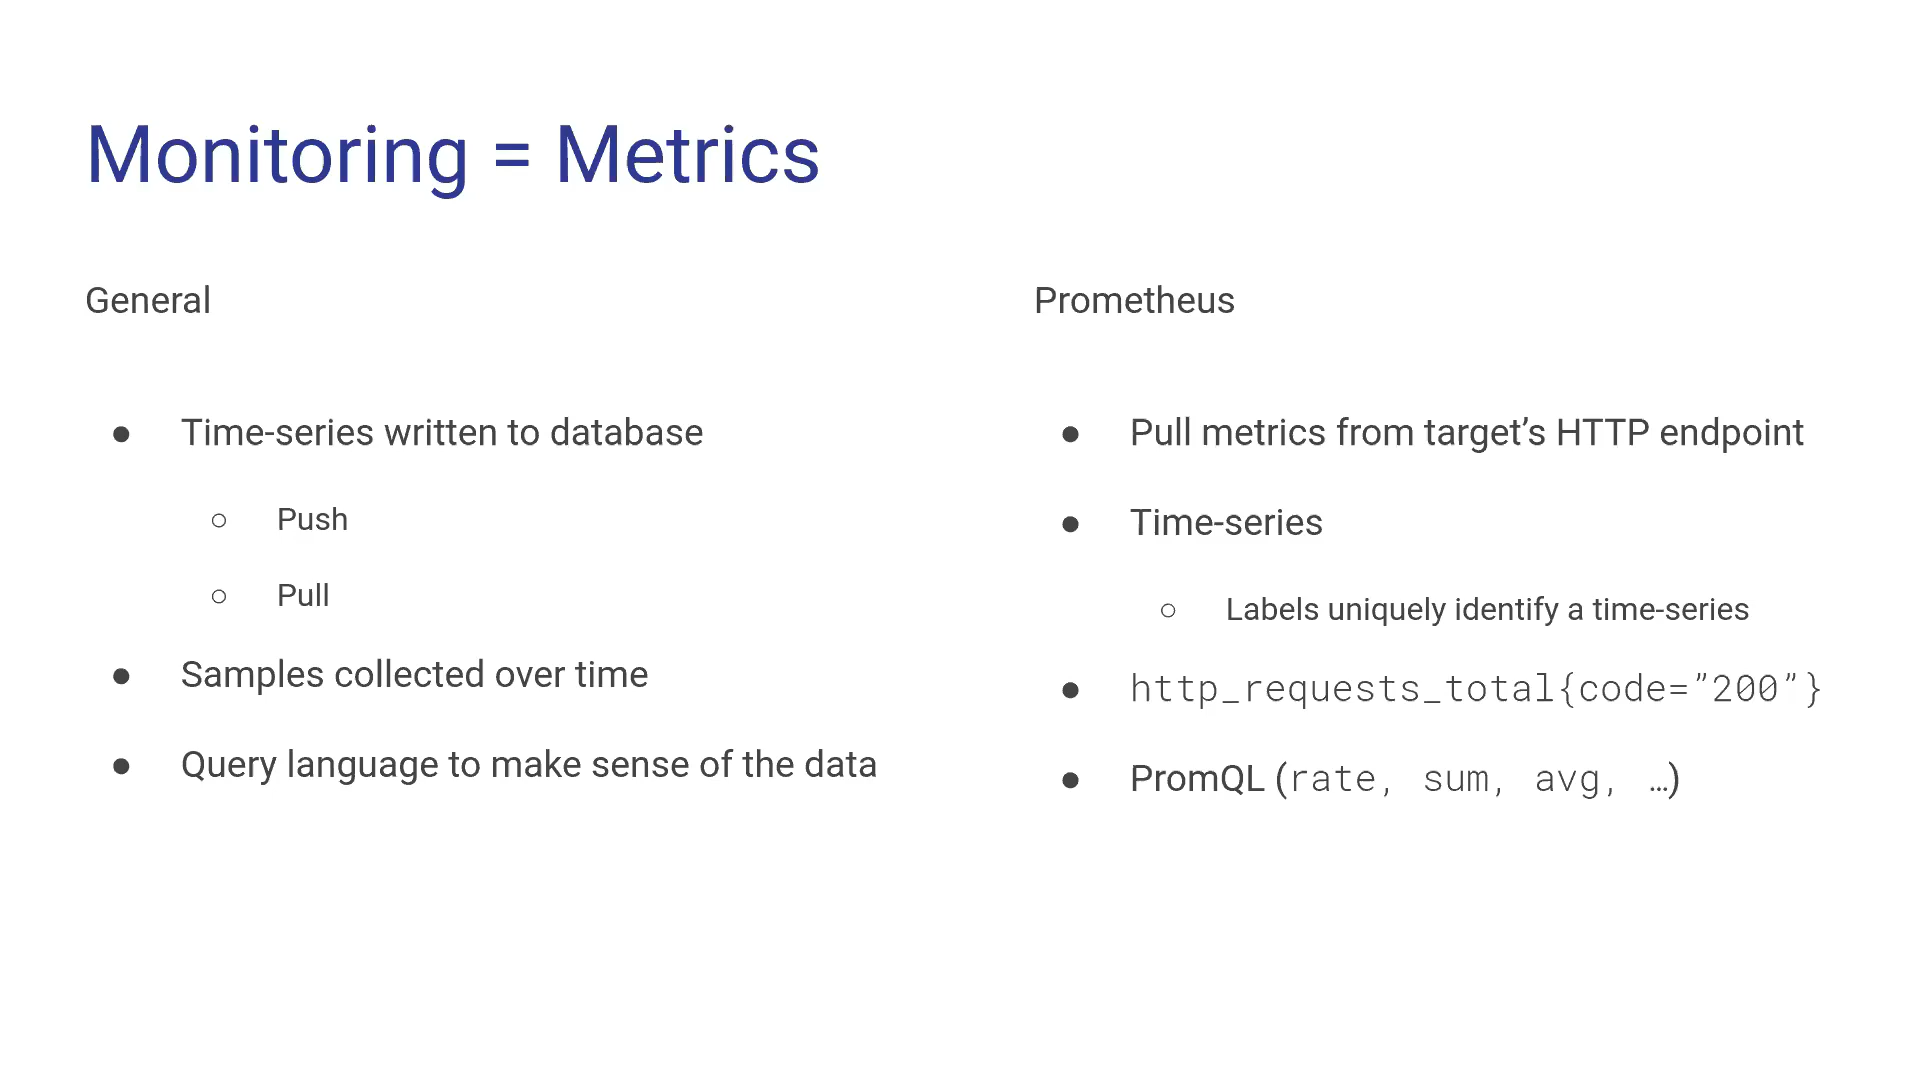 Monitoring = Metrics
General
● Time-series written to database
○ Push
○ Pull
● Samples collected over time
● Query language to make sense of the data
Prometheus
● Pull metrics from target’s HTTP endpoint
● Time-series
○ Labels uniquely identify a time-series
● http_requests_total{code=”200”}
● PromQL (rate, sum, avg, …)